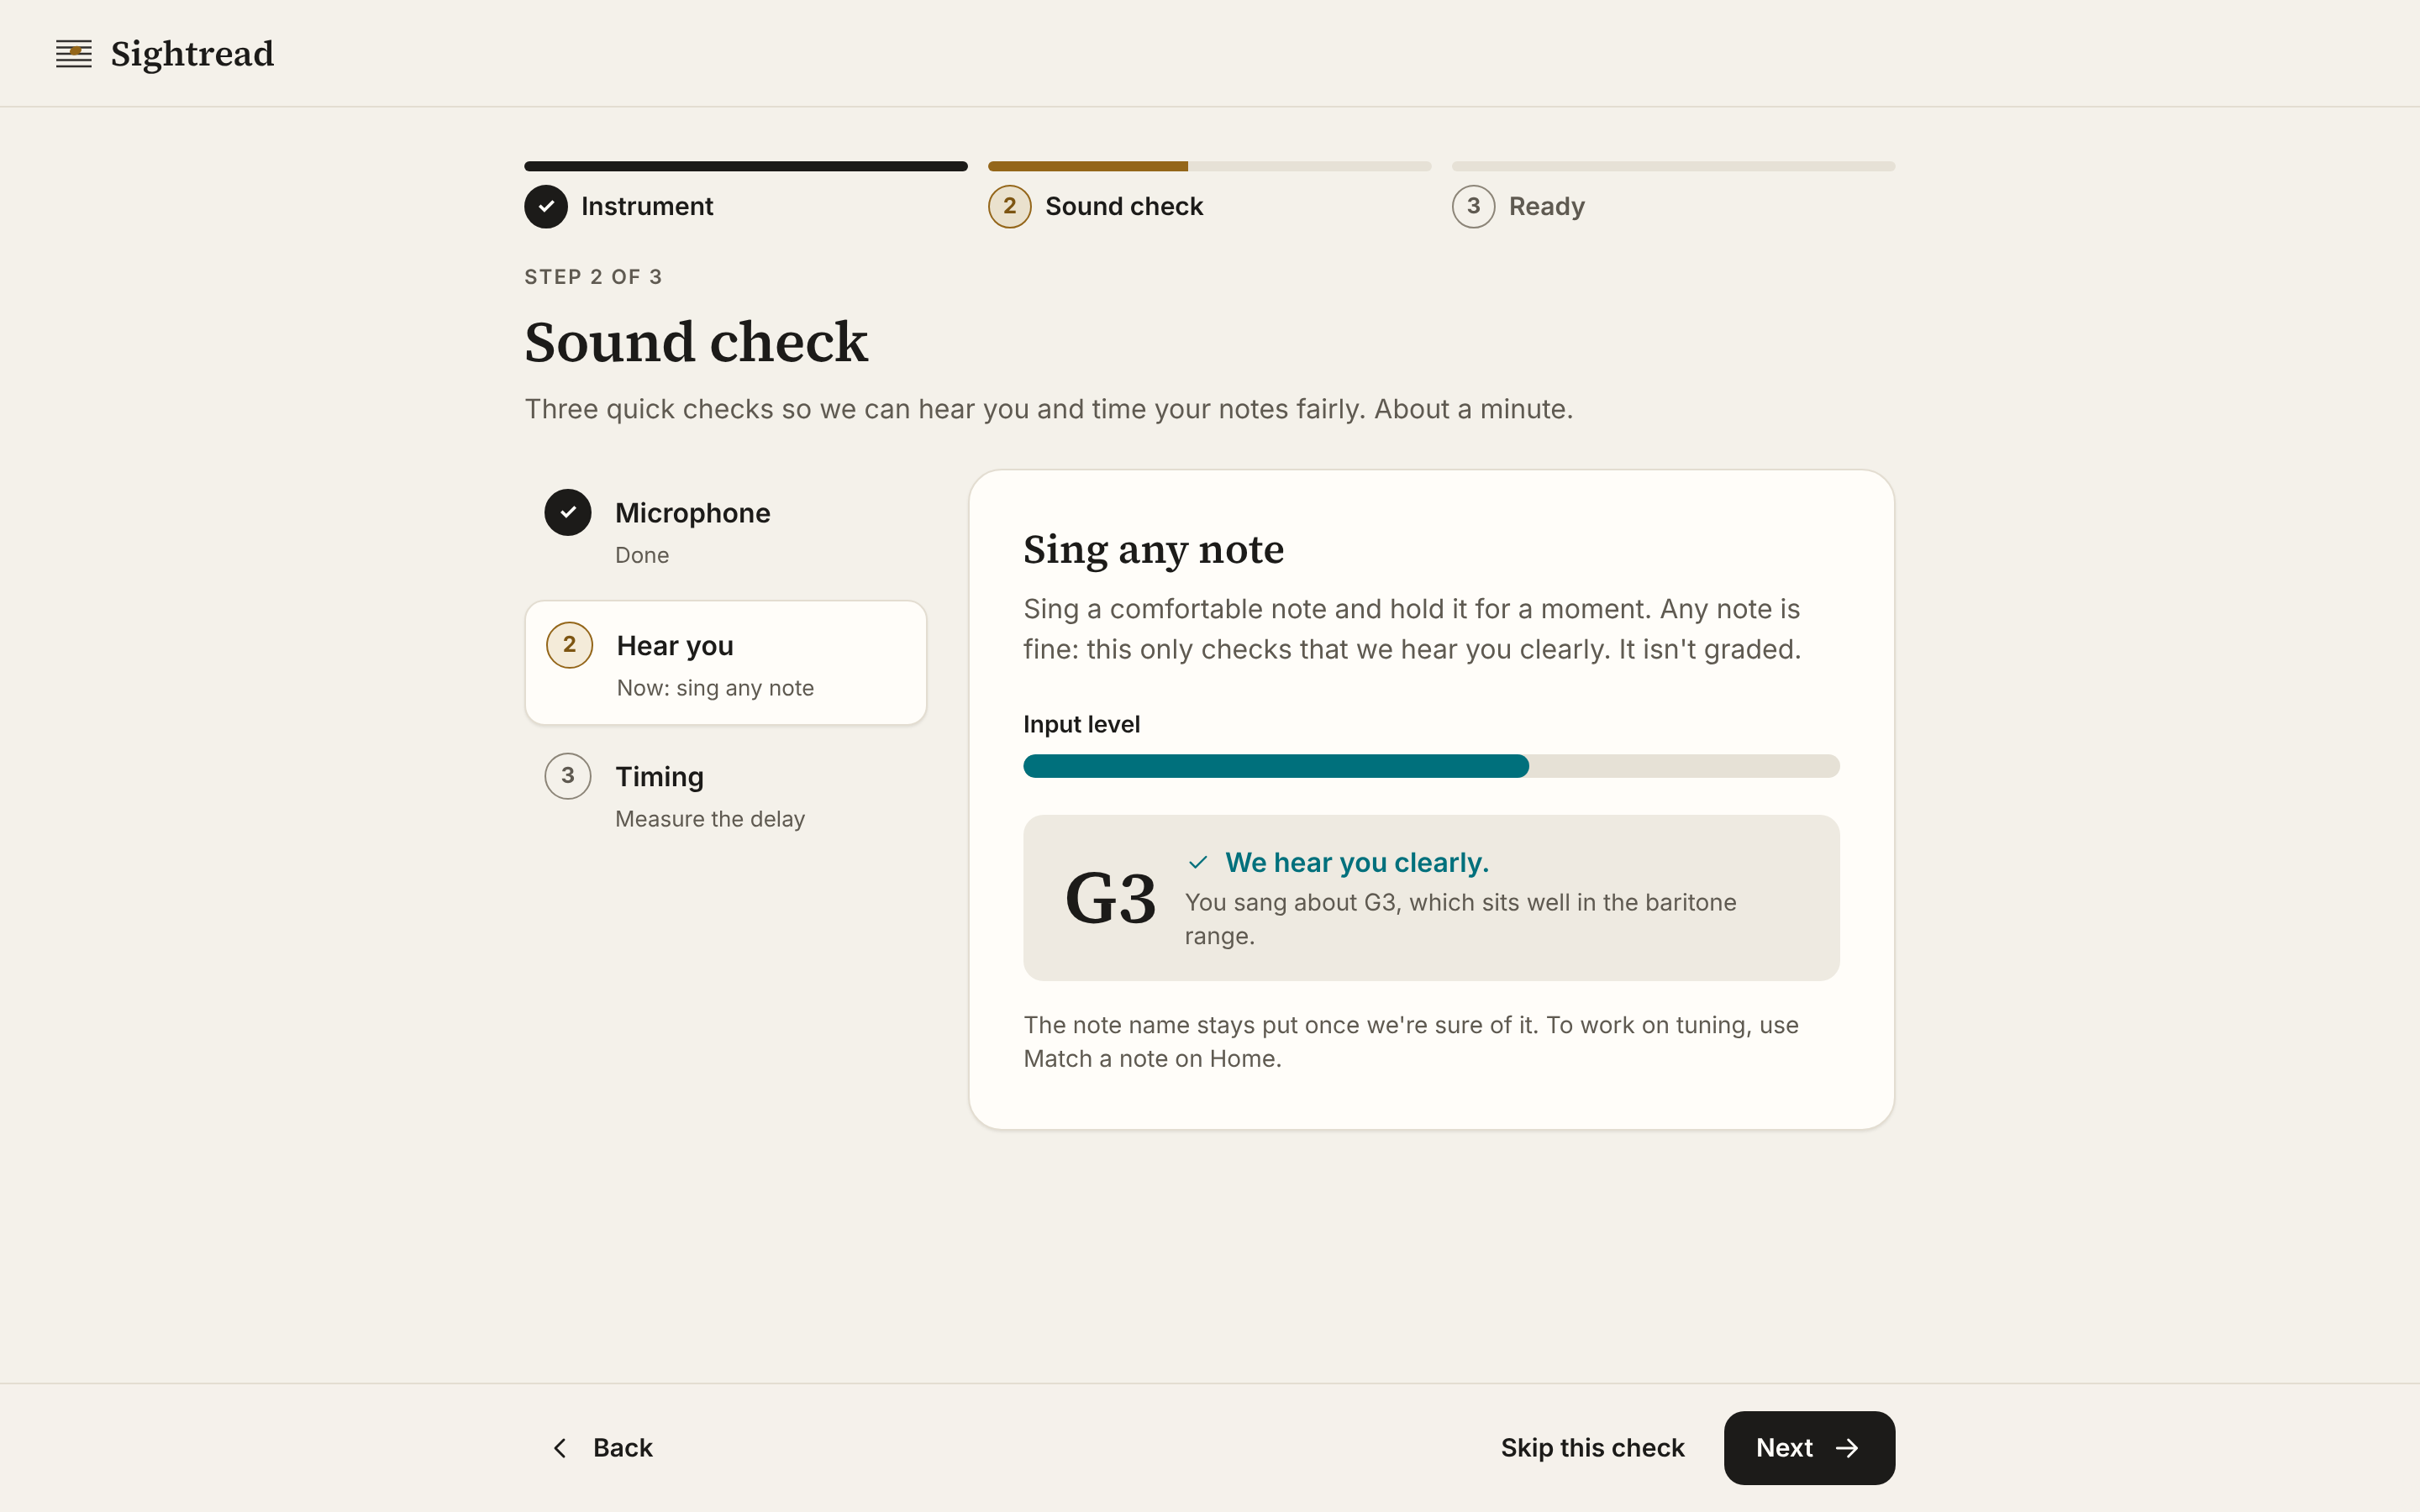 Sightread
Instrument
2 Sound check
3 Ready
STEP 2 OF 3
Sound check
Three quick checks so we can hear you and time your notes fairly. About a minute.
Microphone
Done
2 Hear you
Now: sing any note
3 Timing
Measure the delay
Sing any note
Sing a comfortable note and hold it for a moment. Any note is
fine: this only checks that we hear you clearly. It isn't graded.
Input level
G3
We hear you clearly.
You sang about G3, which sits well in the baritone
range.
The note name stays put once we're sure of it. To work on tuning, use
Match a note on Home.
Back
Skip this check
Next